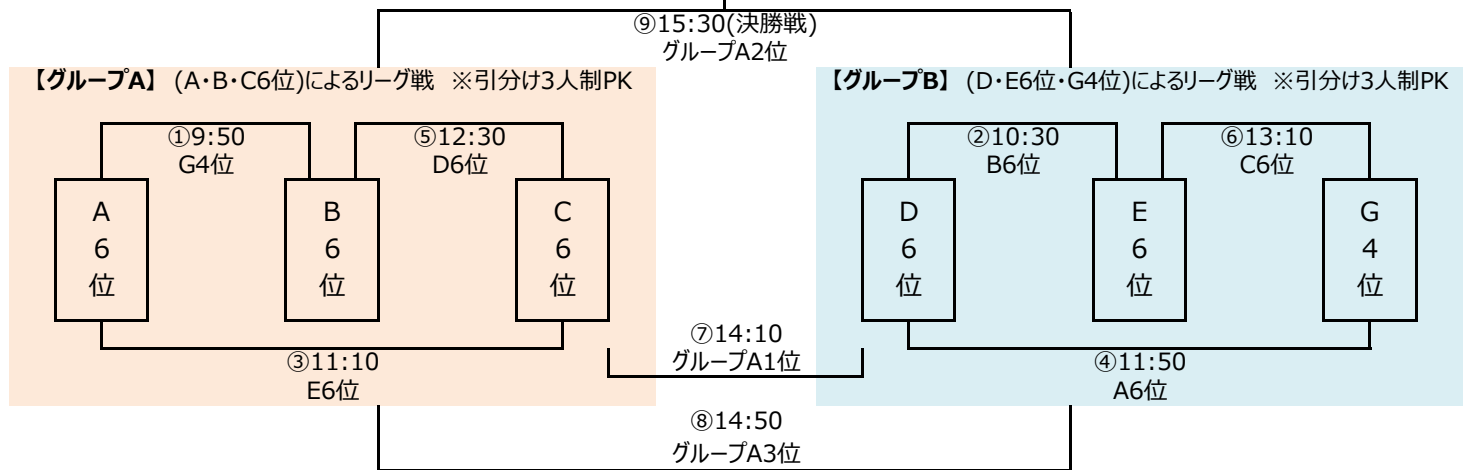 ⑨15:30(決勝戦)
グループA2位
【グループA】 (A・B・C6位)によるリーグ戦 ※引分け3人制PK
【グループB】 (D・E6位・G4位)によるリーグ戦 ※引分け3人制PK
①9:50
G4位
⑤12:30
D6位
②10:30
B6位
⑥13:10
C6位
A
6
位
B
6
位
C
6
位
D
6
位
E
6
位
G
4
位
③11:10
E6位
⑦14:10
グループA1位
④11:50
A6位
⑧14:50
グループA3位